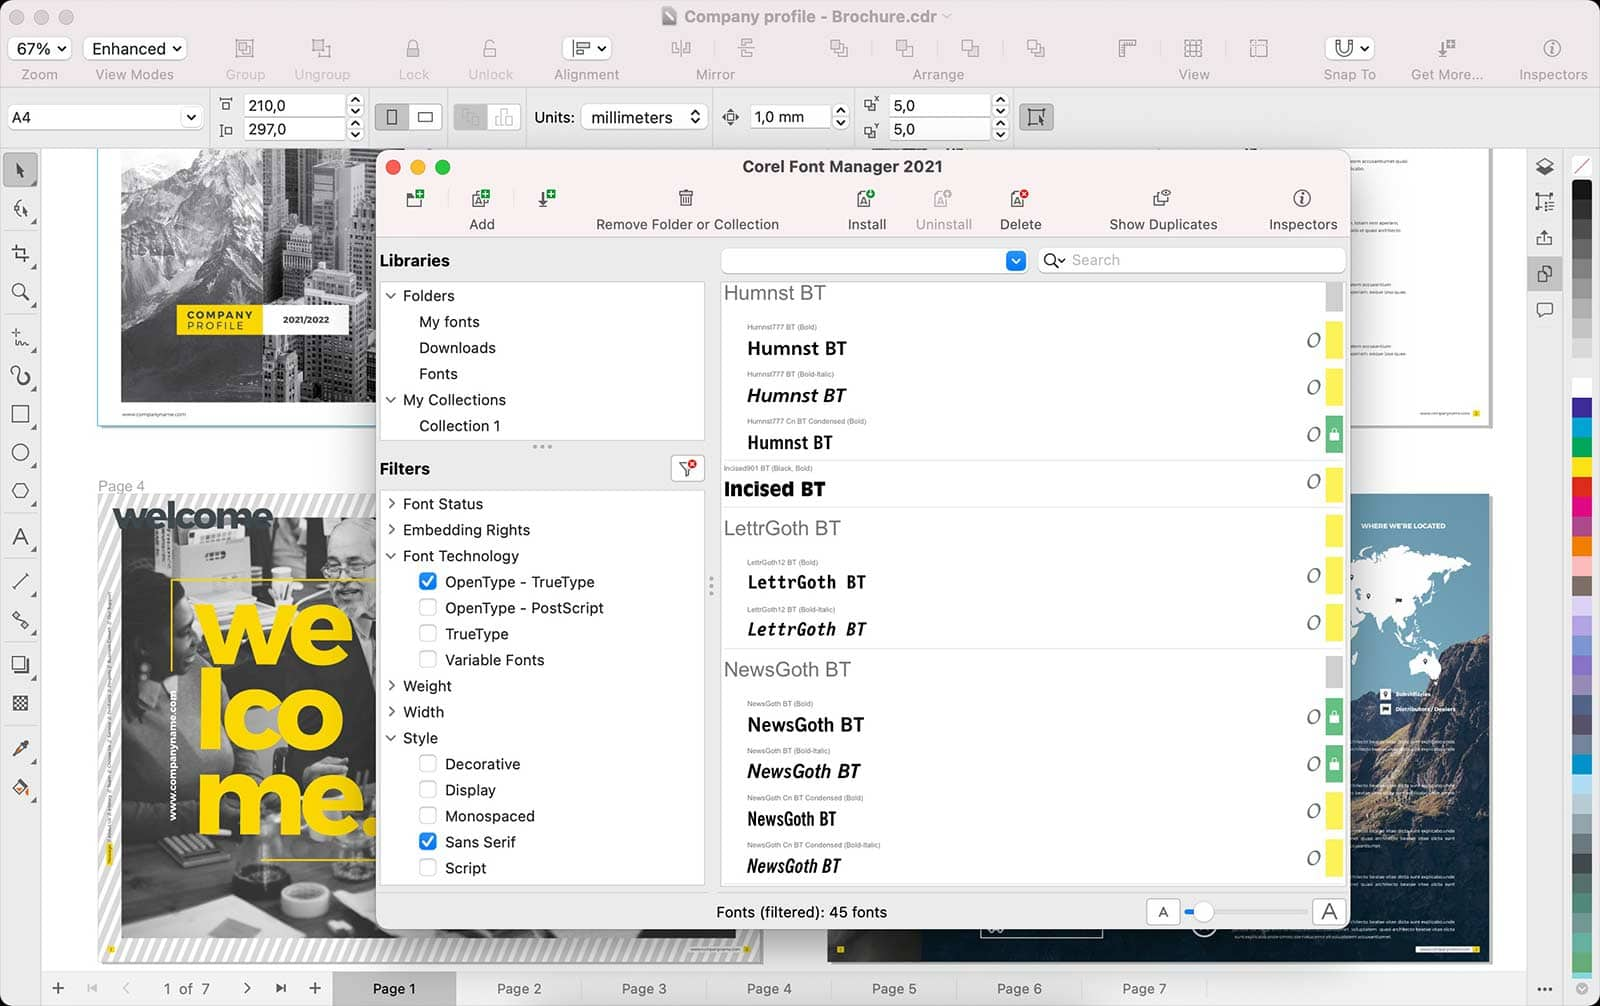 Company profile - Brochure.cdr
67%
Enhanced
Zoom
View Modes
Group
Ungroup
Lock
Unlock
Alignment
Mirror
Arrange
View
Snap To
Get More...
Inspectors
A4
210,0
297,0
Units:
millimeters
1,0 mm
5,0
5,0
COMPANY
PROFILE
2021/2022
www.companyname.com
Page 4
welcome
we
lco
me.
www.companyname.com
Corel Font Manager 2021
Add
Remove Folder or Collection
Install
Uninstall
Delete
Show Duplicates
Inspectors
Libraries
Folders
My fonts
Downloads
Fonts
My Collections
Collection 1
Filters
Font Status
Embedding Rights
Font Technology
OpenType - TrueType
OpenType - PostScript
TrueType
Variable Fonts
Weight
Width
Style
Decorative
Display
Monospaced
Sans Serif
Script
Search
Humnst BT
Humnst777 BT (Bold)
Humnst BT
Humnst777 BT (Bold-Italic)
Humnst BT
Humnst777 Cn BT Condensed (Bold)
Humnst BT
Incised901 BT (Black, Bold)
Incised BT
LettrGoth BT
LettrGoth12 BT (Bold)
LettrGoth BT
LettrGoth12 BT (Bold-Italic)
LettrGoth BT
NewsGoth BT
NewsGoth BT (Bold)
NewsGoth BT
NewsGoth BT (Bold-Italic)
NewsGoth BT
NewsGoth Cn BT Condensed (Bold)
NewsGoth BT
NewsGoth Cn BT Condensed (Bold-Italic)
NewsGoth BT
Fonts (filtered): 45 fonts
A
A
WHERE WE'RE LOCATED
Subsidiaries
Distributors / Dealers
1 of 7
Page 1
Page 2
Page 3
Page 4
Page 5
Page 6
Page 7